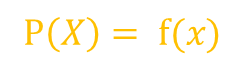 P(X) = f(x)